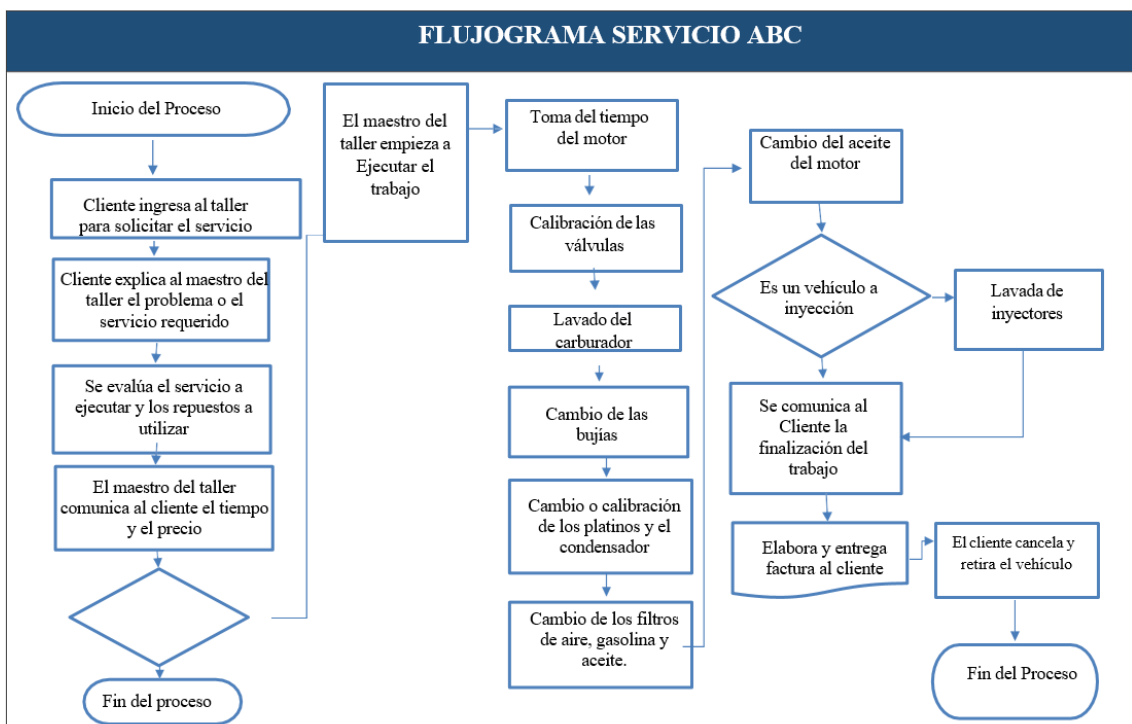 FLUJOGRAMA SERVICIO ABC
Inicio del Proceso
Cliente ingresa al taller
para solicitar el servicio
Cliente explica al maestro del
taller el problema o el
servicio requerido
Se evalúa el servicio a
ejecutar y los repuestos a
utilizar
El maestro del taller
comunica al cliente el tiempo
y el precio
Fin del proceso
El maestro del
taller empieza a
Ejecutar el
trabajo
Toma del tiempo
del motor
Calibración de las
válvulas
Lavado del
carburador
Cambio de las
bujías
Cambio o calibración
de los platinos y el
condensador
Cambio de los filtros
de aire, gasolina y
aceite.
Cambio del aceite
del motor
Es un vehículo a
inyección
Lavada de
inyectores
Se comunica al
Cliente la
finalización del
trabajo
Elabora y entrega
factura al cliente
El cliente cancela y
retira el vehículo
Fin del Proceso